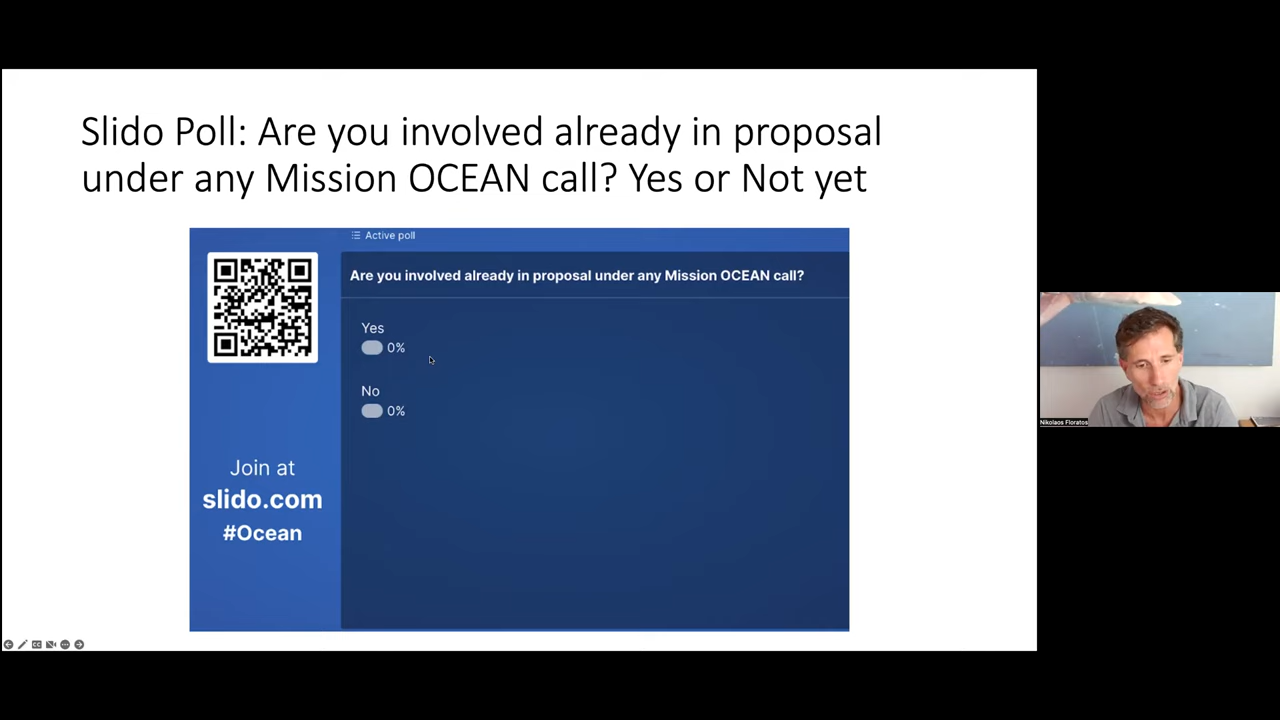 Slido Poll: Are you involved already in proposal
under any Mission OCEAN call? Yes or Not yet
Active poll
Are you involved already in proposal under any Mission OCEAN call?
Yes
0%
No
0%
Join at
slido.com
#Ocean
Nikolaos Floratos